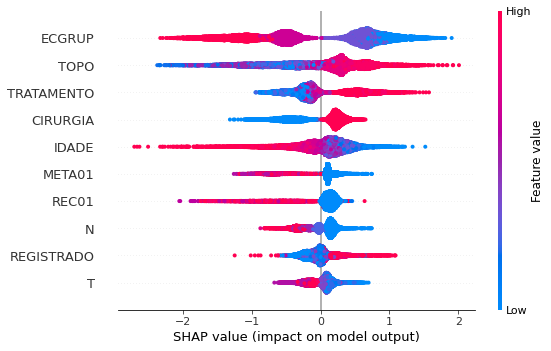 High
ECGRUP
TOPO
TRATAMENTO
CIRURGIA
IDADE
META01
REC01
N
REGISTRADO
T
Feature value
Low
−2
−1
0
1
2
SHAP value (impact on model output)